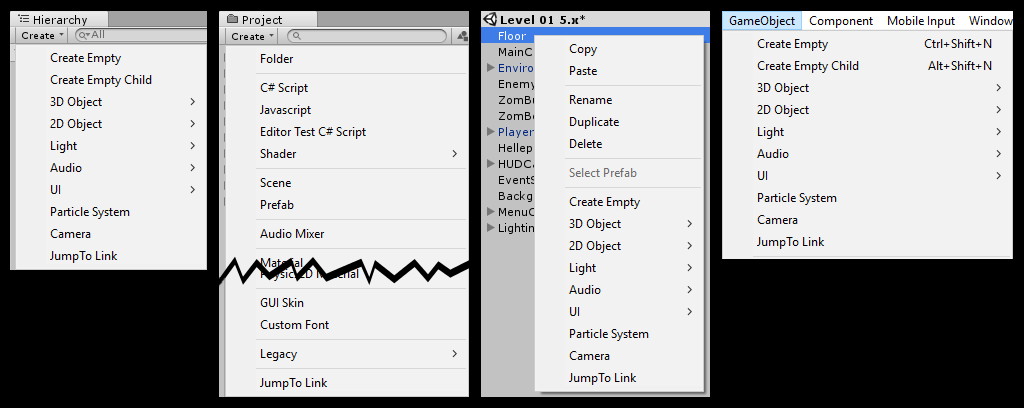 Hierarchy
Create
All
Create Empty
Create Empty Child
3D Object
2D Object
Light
Audio
UI
Particle System
Camera
JumpTo Link
Project
Create
Folder
C# Script
Javascript
Editor Test C# Script
Shader
Scene
Prefab
Audio Mixer
Material
Physics2D Material
GUI Skin
Custom Font
Legacy
JumpTo Link
Level 01 5.x*
Floor
MainC
Enviro
Enemy
ZomBu
ZomBe
Player
Hellep
HUDC
EventS
Backg
MenuC
Lightin
Copy
Paste
Rename
Duplicate
Delete
Select Prefab
Create Empty
3D Object
2D Object
Light
Audio
UI
Particle System
Camera
JumpTo Link
GameObject Component Mobile Input Window
Create Empty Ctrl+Shift+N
Create Empty Child Alt+Shift+N
3D Object
2D Object
Light
Audio
UI
Particle System
Camera
JumpTo Link